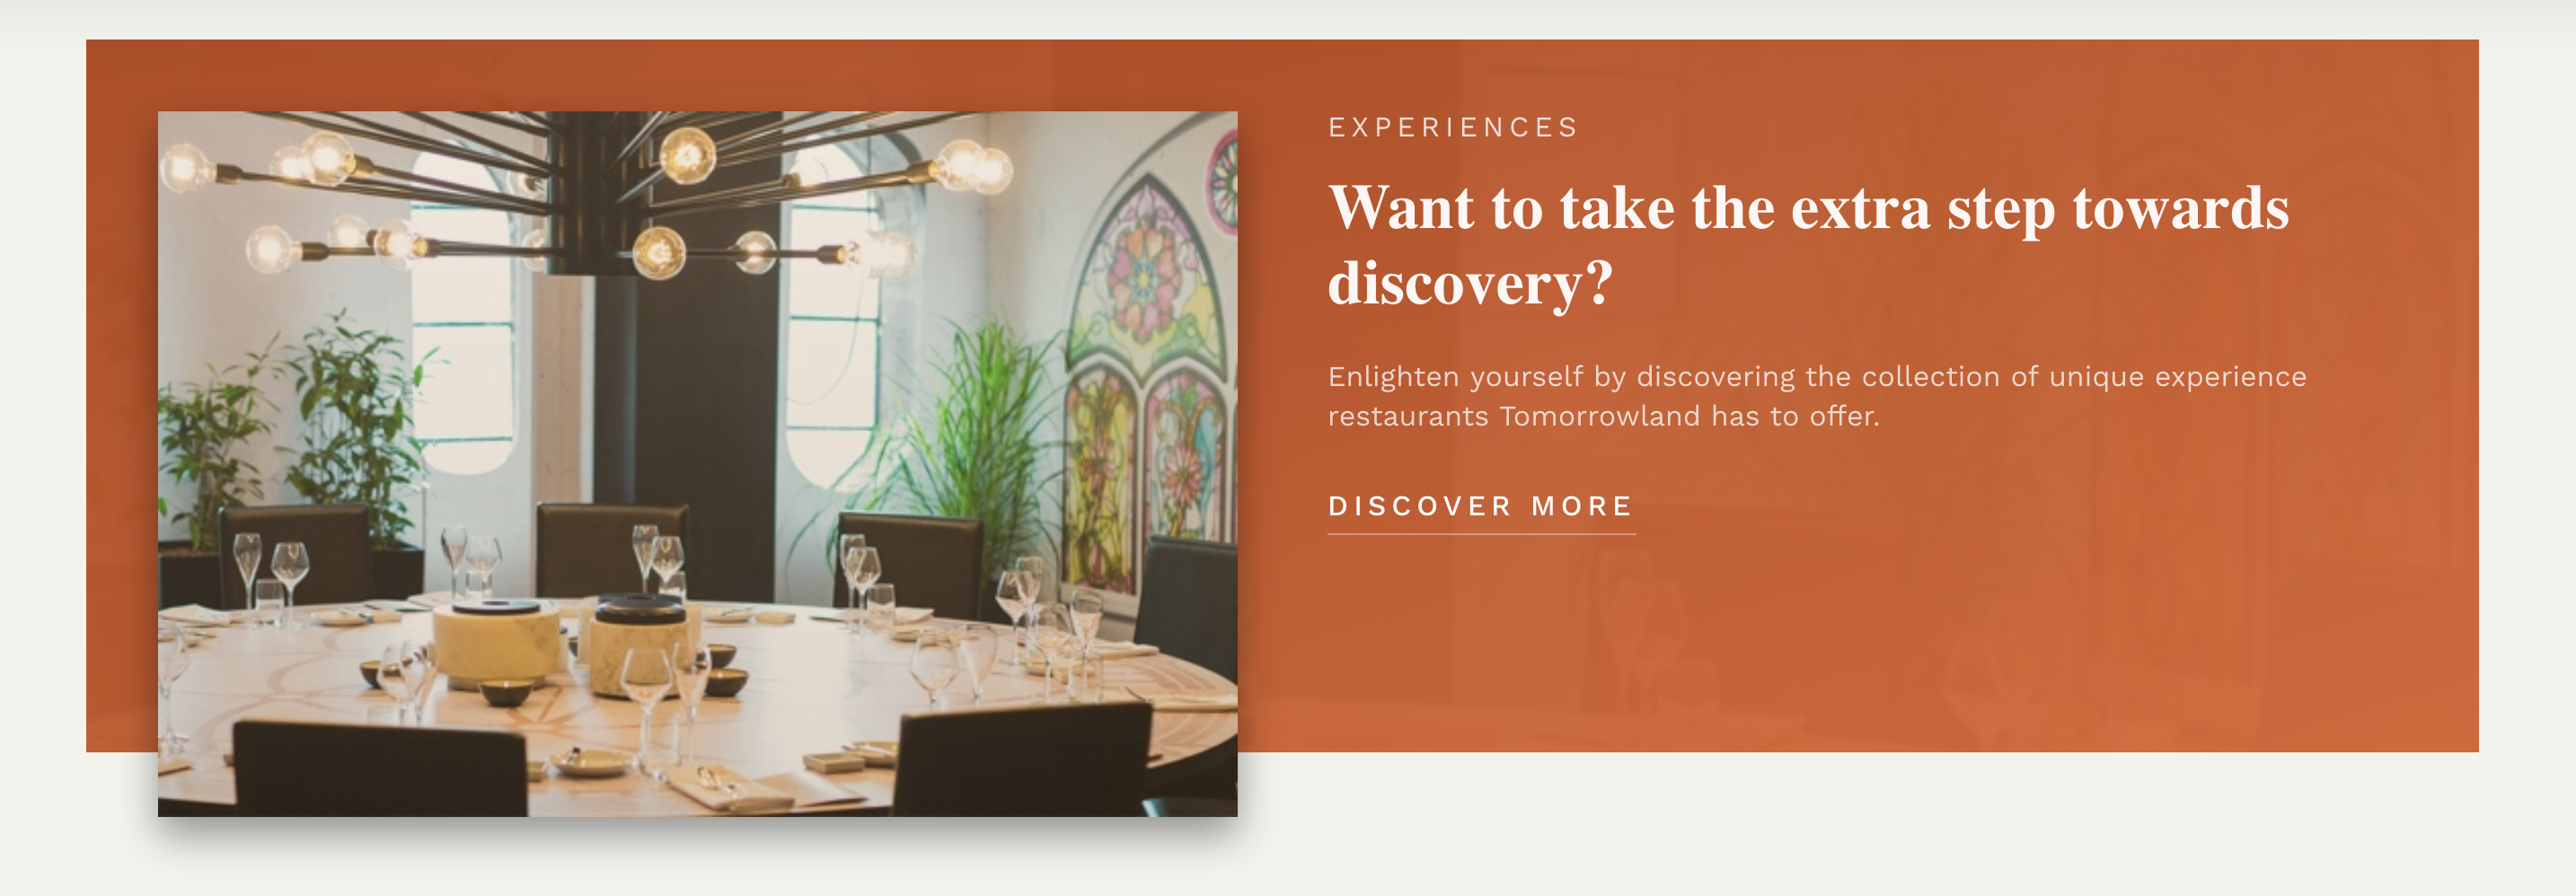 EXPERIENCES
Want to take the extra step towards
discovery?
Enlighten yourself by discovering the collection of unique experience
restaurants Tomorrowland has to offer.
DISCOVER MORE